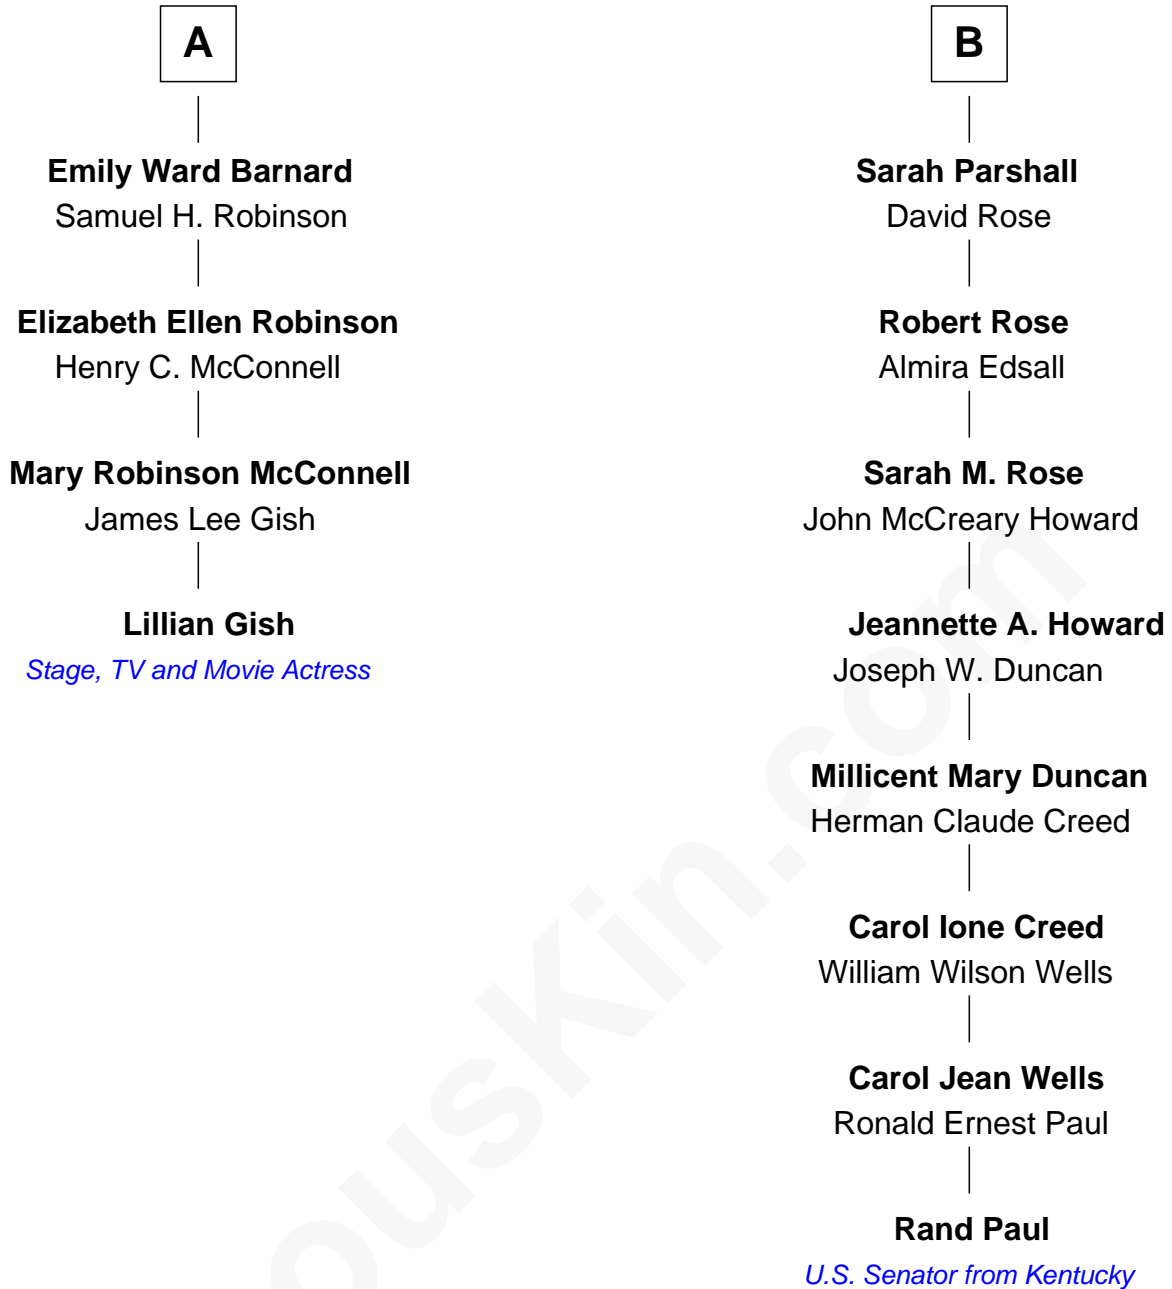 A
Emily Ward Barnard
Samuel H. Robinson
Elizabeth Ellen Robinson
Henry C. McConnell
Mary Robinson McConnell
James Lee Gish
Lillian Gish
Stage, TV and Movie Actress
B
Sarah Parshall
David Rose
Robert Rose
Almira Edsall
Sarah M. Rose
John McCreary Howard
Jeannette A. Howard
Joseph W. Duncan
Millicent Mary Duncan
Herman Claude Creed
Carol Ione Creed
William Wilson Wells
Carol Jean Wells
Ronald Ernest Paul
Rand Paul
U.S. Senator from Kentucky
ousKin.com